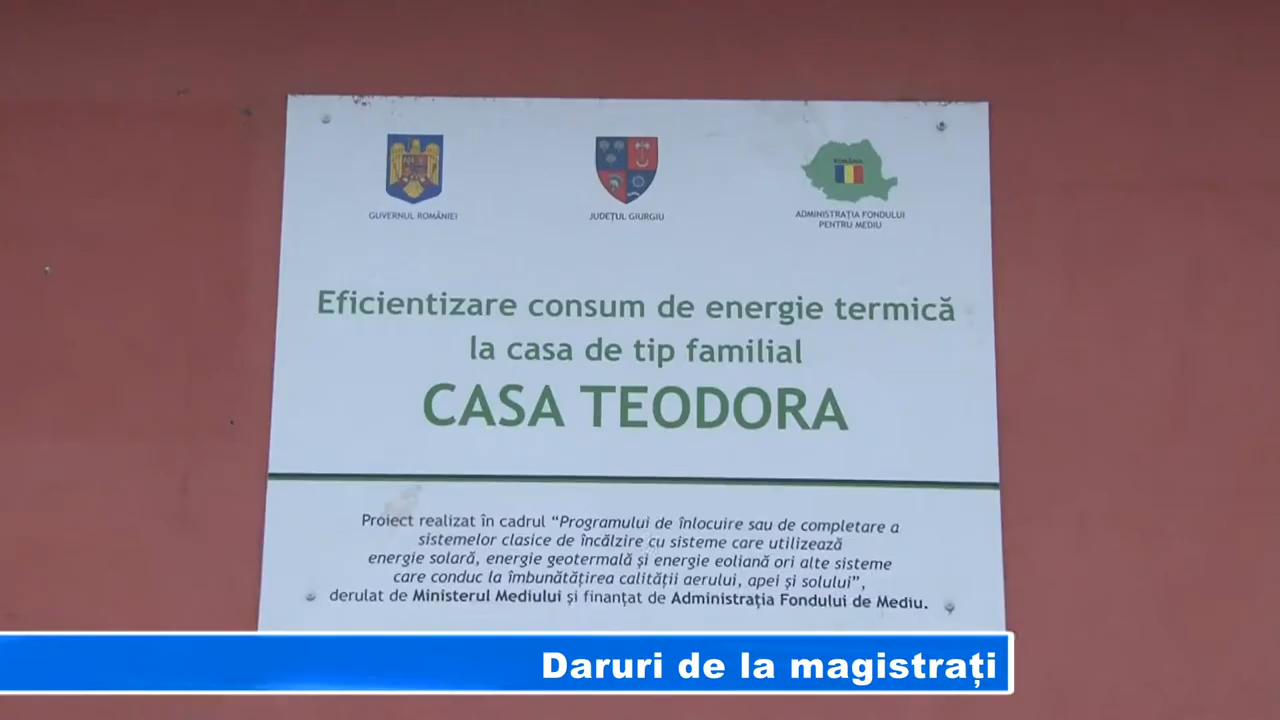 GUVERNUL ROMÂNIEI
JUDEȚUL GIURGIU
ROMÂNIA
ADMINISTRAȚIA FONDULUI
PENTRU MEDIU
Eficientizare consum de energie termică
la casa de tip familial
CASA TEODORA
Proiect realizat în cadrul “Programului de înlocuire sau de completare a
sistemelor clasice de încălzire cu sisteme care utilizează
energie solară, energie geotermală și energie eoliană ori alte sisteme
care conduc la îmbunătățirea calității aerului, apei și solului”,
derulat de Ministerul Mediului și finanțat de Administrația Fondului de Mediu.
Daruri de la magistrați